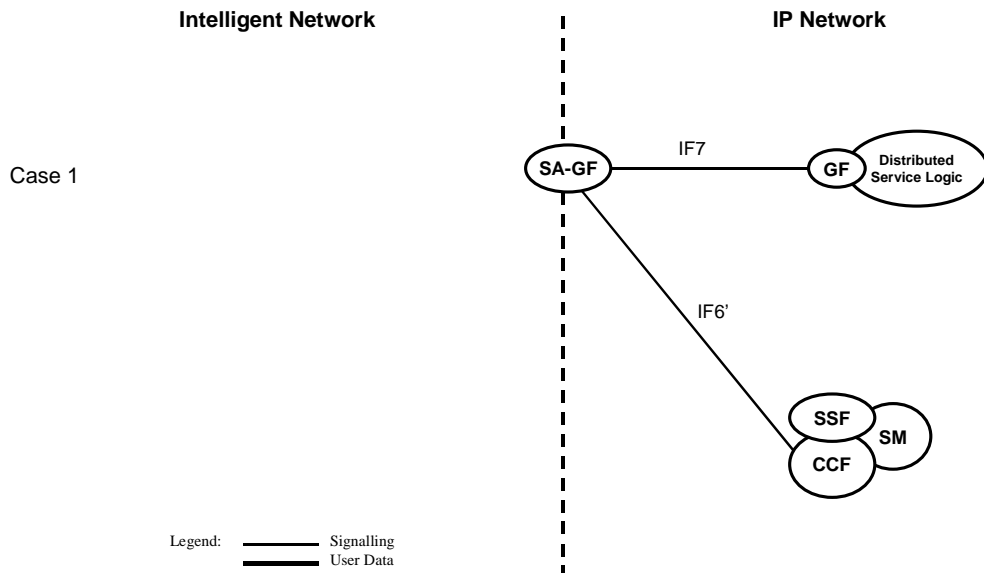 Intelligent Network
IP Network
Case 1
SA-GF
IF7
GF
Distributed
Service Logic
IF6’
SSF
SM
CCF
Legend:
Signalling
User Data